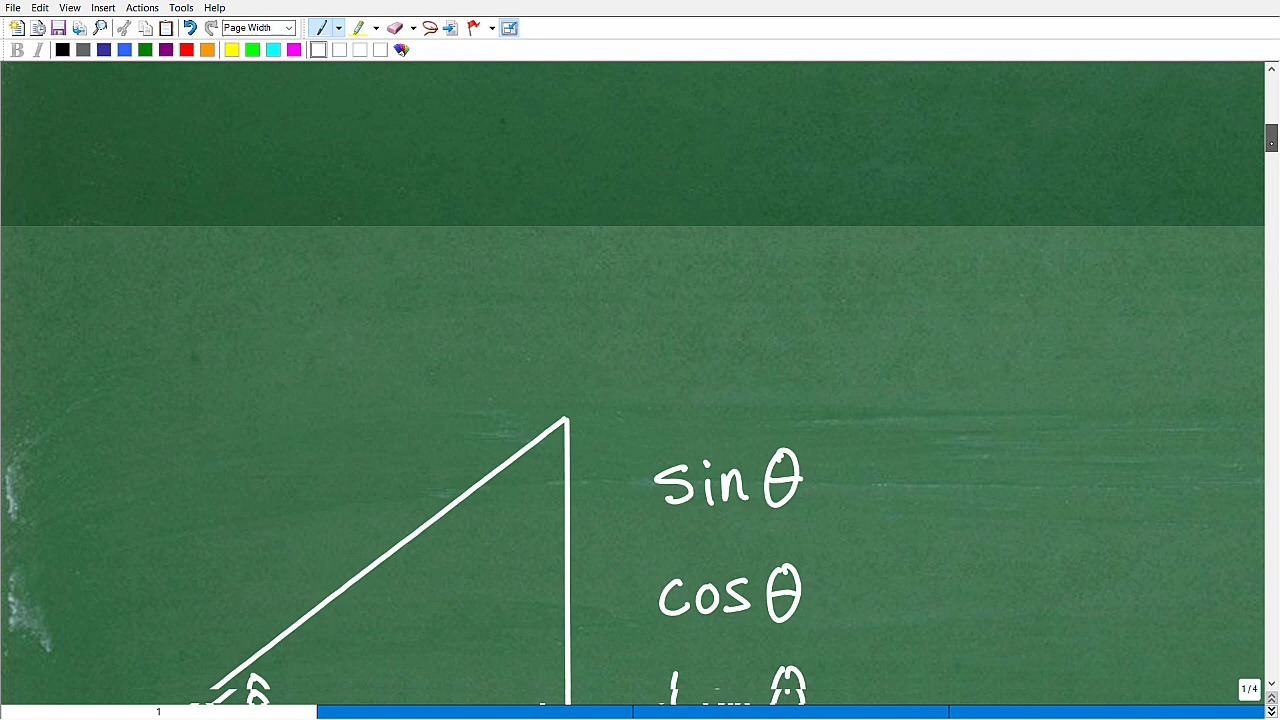 File Edit View Insert Actions Tools Help
Page Width
B I
sin θ
cos θ
1/4
1